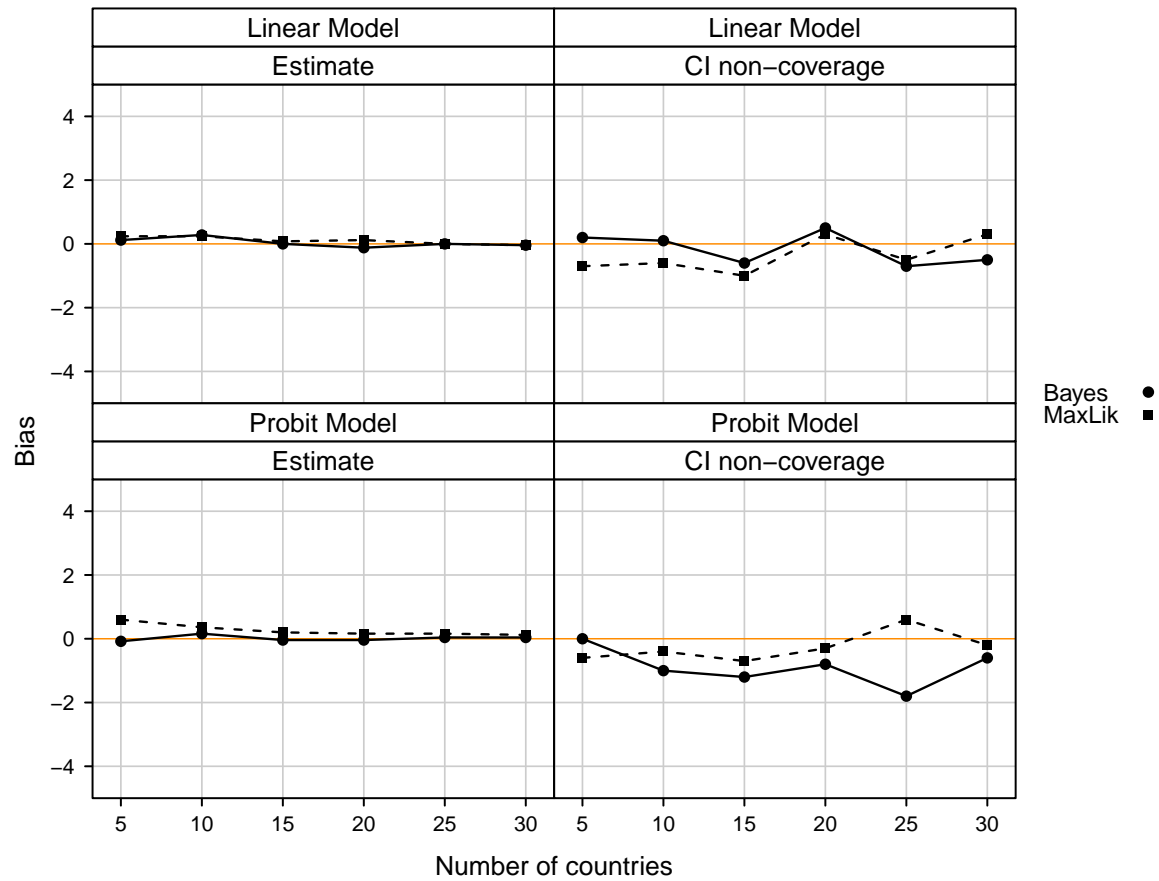 Linear Model
Linear Model
Estimate
CI non−coverage
4
2
0
−2
−4
Probit Model
Probit Model
Estimate
CI non−coverage
4
2
0
−2
−4
5 10 15 20 25 30 5 10 15 20 25 30
Number of countries
Bias
Bayes
MaxLik